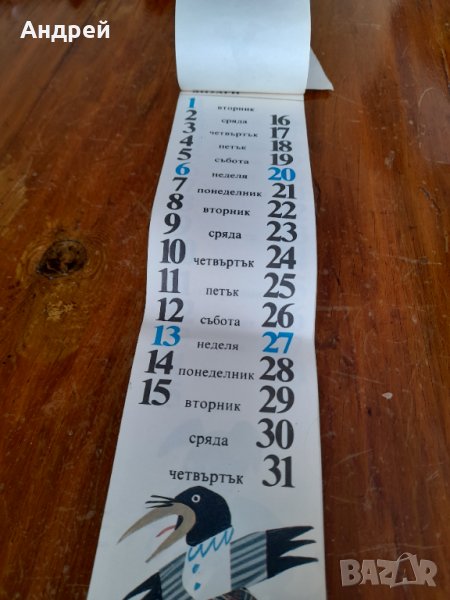 Андрей
1 вторник
2 сряда 16
3 четвъртък 17
4 петък 18
5 събота 19
6 неделя 20
7 понеделник 21
8 вторник 22
9 сряда 23
10 четвъртък 24
11 петък 25
12 събота 26
13 неделя 27
14 понеделник 28
15 вторник 29
сряда 30
четвъртък 31
BAZAR